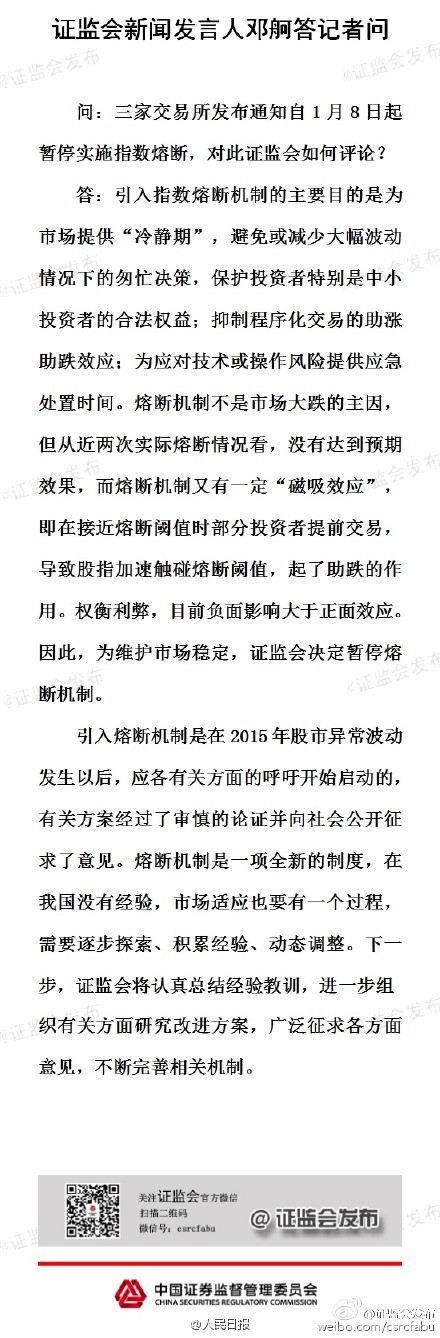 证监会新闻发言人邓舸答记者问
问：三家交易所发布通知自1月8日起
暂停实施指数熔断，对此证监会如何评论？
答：引入指数熔断机制的主要目的是为
市场提供“冷静期”，避免或减少大幅波动
情况下的匆忙决策，保护投资者特别是中小
投资者的合法权益；抑制程序化交易的助涨
助跌效应；为应对技术或操作风险提供应急
处置时间。熔断机制不是市场大跌的主因，
但从近两次实际熔断情况看，没有达到预期
效果，而熔断机制又有一定“磁吸效应”，
即在接近熔断阈值时部分投资者提前交易，
导致股指加速触碰熔断阈值，起了助跌的作
用。权衡利弊，目前负面影响大于正面效应。
因此，为维护市场稳定，证监会决定暂停熔
断机制。
引入熔断机制是在2015年股市异常波动
发生以后，应各有关方面的呼吁开始启动的，
有关方案经过了审慎的论证并向社会公开征
求了意见。熔断机制是一项全新的制度，在
我国没有经验，市场适应也要有一个过程，
需要逐步探索、积累经验、动态调整。下一
步，证监会将认真总结经验教训，进一步组
织有关方面研究改进方案，广泛征求各方面
意见，不断完善相关机制。
关注证监会官方微信
扫描二维码
微信号：csrcfabu
@证监会发布
中国证券监督管理委员会
CHINA SECURITIES REGULATORY COMMISSION
@人民日报
@证监会发布
weibo.com/csrcfabu